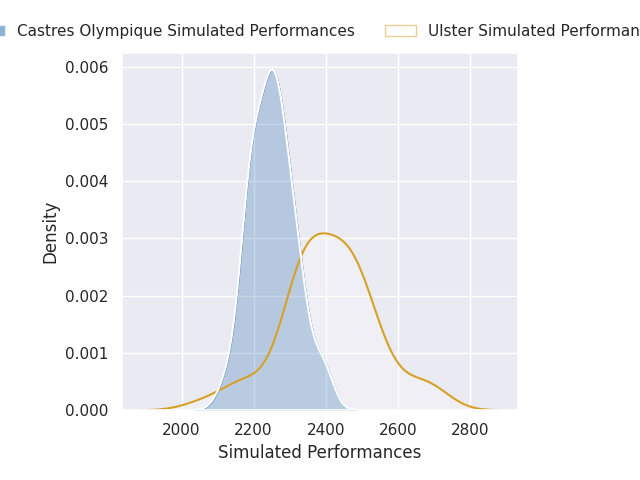 Castres Olympique Simulated Performances Ulster Simulated Performan
0.006
0.005
0.004
0.003
0.002
0.001
0.000
Density
2000 2200 2400 2600 2800
Simulated Performances